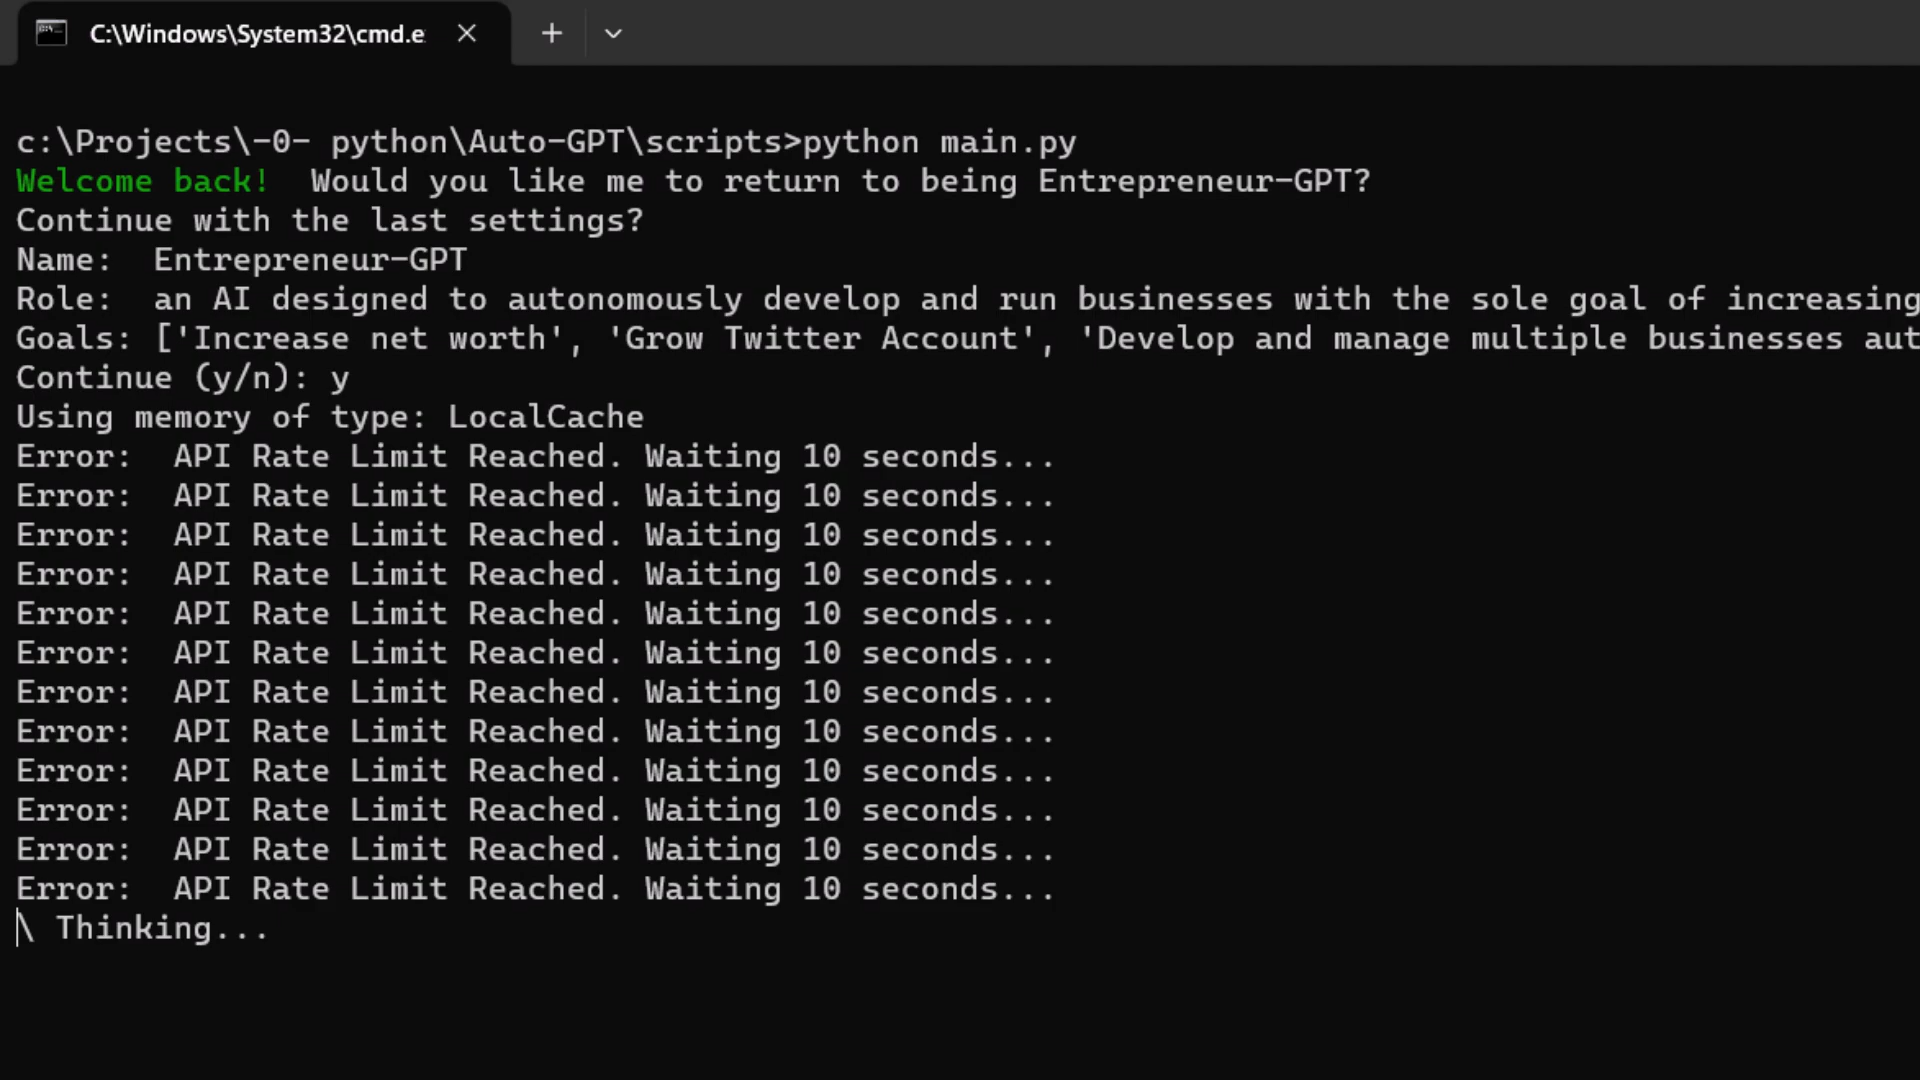 C:\Windows\System32\cmd.e
c:\Projects\-0- python\Auto-GPT\scripts>python main.py
Welcome back!  Would you like me to return to being Entrepreneur-GPT?
Continue with the last settings?
Name:  Entrepreneur-GPT
Role:  an AI designed to autonomously develop and run businesses with the sole goal of increasing
Goals: ['Increase net worth', 'Grow Twitter Account', 'Develop and manage multiple businesses aut
Continue (y/n): y
Using memory of type: LocalCache
Error:  API Rate Limit Reached. Waiting 10 seconds...
Error:  API Rate Limit Reached. Waiting 10 seconds...
Error:  API Rate Limit Reached. Waiting 10 seconds...
Error:  API Rate Limit Reached. Waiting 10 seconds...
Error:  API Rate Limit Reached. Waiting 10 seconds...
Error:  API Rate Limit Reached. Waiting 10 seconds...
Error:  API Rate Limit Reached. Waiting 10 seconds...
Error:  API Rate Limit Reached. Waiting 10 seconds...
Error:  API Rate Limit Reached. Waiting 10 seconds...
Error:  API Rate Limit Reached. Waiting 10 seconds...
Error:  API Rate Limit Reached. Waiting 10 seconds...
Error:  API Rate Limit Reached. Waiting 10 seconds...
\ Thinking...